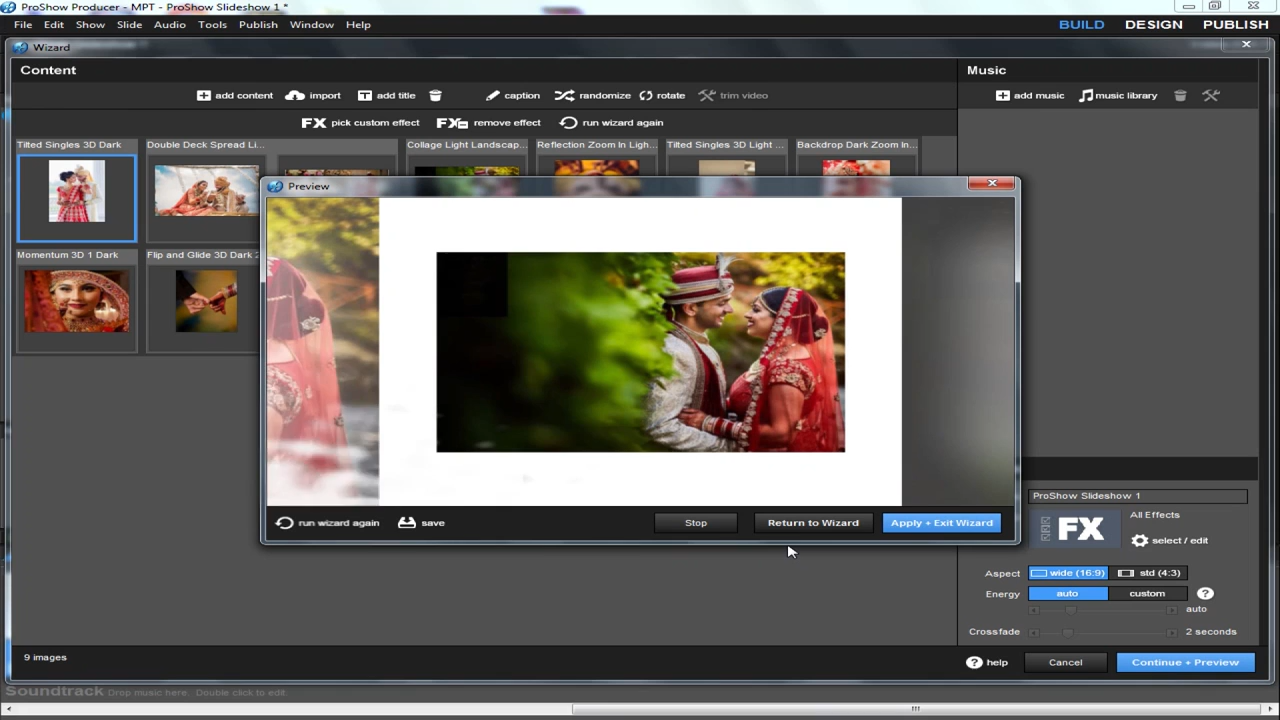 ProShow Producer - MPT - ProShow Slideshow 1 *
File Edit Show Slide Audio Tools Publish Window Help
BUILD DESIGN PUBLISH
Wizard
Content
Music
add content import add title caption randomize rotate trim video
add music music library
FX pick custom effect FX remove effect run wizard again
Tilted Singles 3D Dark
Double Deck Spread Li...
Collage Light Landscap...
Reflection Zoom In Ligh...
Tilted Singles 3D Light ...
Backdrop Dark Zoom In...
Preview
Momentum 3D 1 Dark
Flip and Glide 3D Dark 2
run wizard again save Stop Return to Wizard Apply + Exit Wizard
ProShow Slideshow 1
FX
All Effects
select / edit
Aspect wide (16:9) std (4:3)
Energy auto custom ?
auto
Crossfade 2 seconds
9 images
? help Cancel Continue + Preview
Soundtrack Drop music here. Double click to edit.